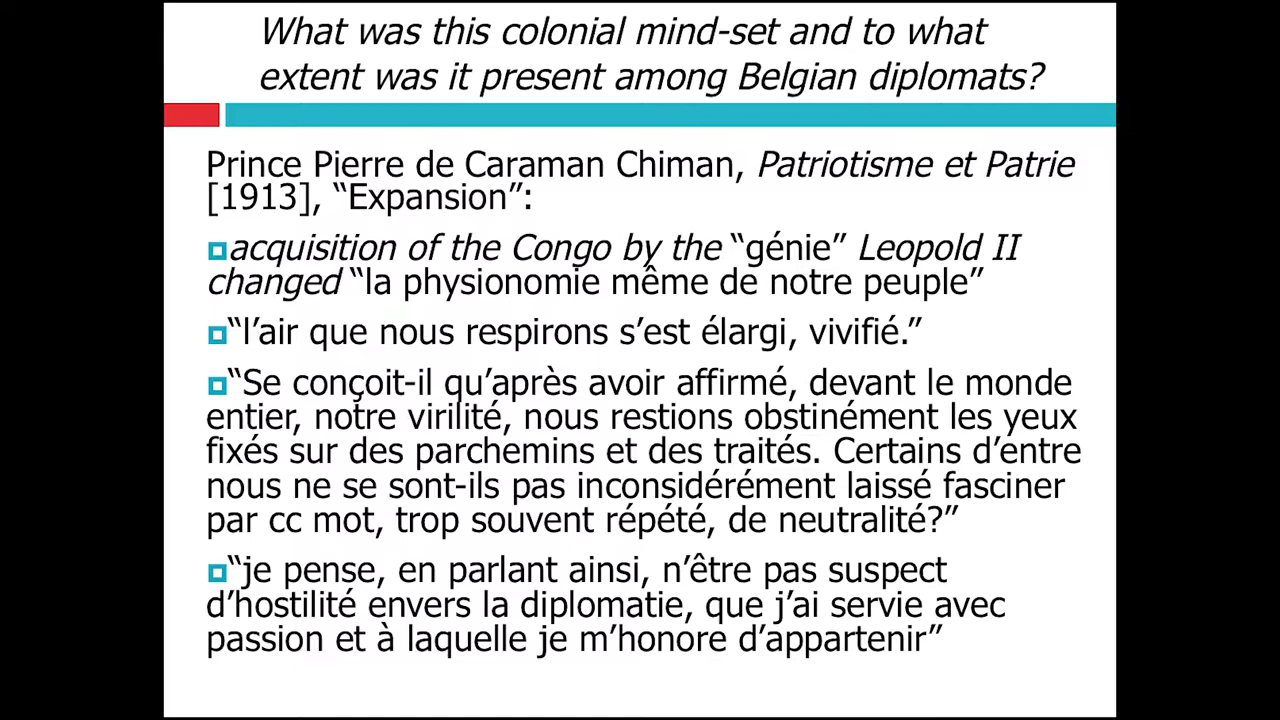 What was this colonial mind-set and to what
extent was it present among Belgian diplomats?
Prince Pierre de Caraman Chiman, Patriotisme et Patrie
[1913], “Expansion”:
acquisition of the Congo by the “génie” Leopold II
changed “la physionomie même de notre peuple”
“l’air que nous respirons s’est élargi, vivifié.”
“Se conçoit-il qu’après avoir affirmé, devant le monde
entier, notre virilité, nous restions obstinément les yeux
fixés sur des parchemins et des traités. Certains d’entre
nous ne se sont-ils pas inconsidérément laissé fasciner
par cc mot, trop souvent répété, de neutralité?”
“je pense, en parlant ainsi, n’être pas suspect
d’hostilité envers la diplomatie, que j’ai servie avec
passion et à laquelle je m’honore d’appartenir”